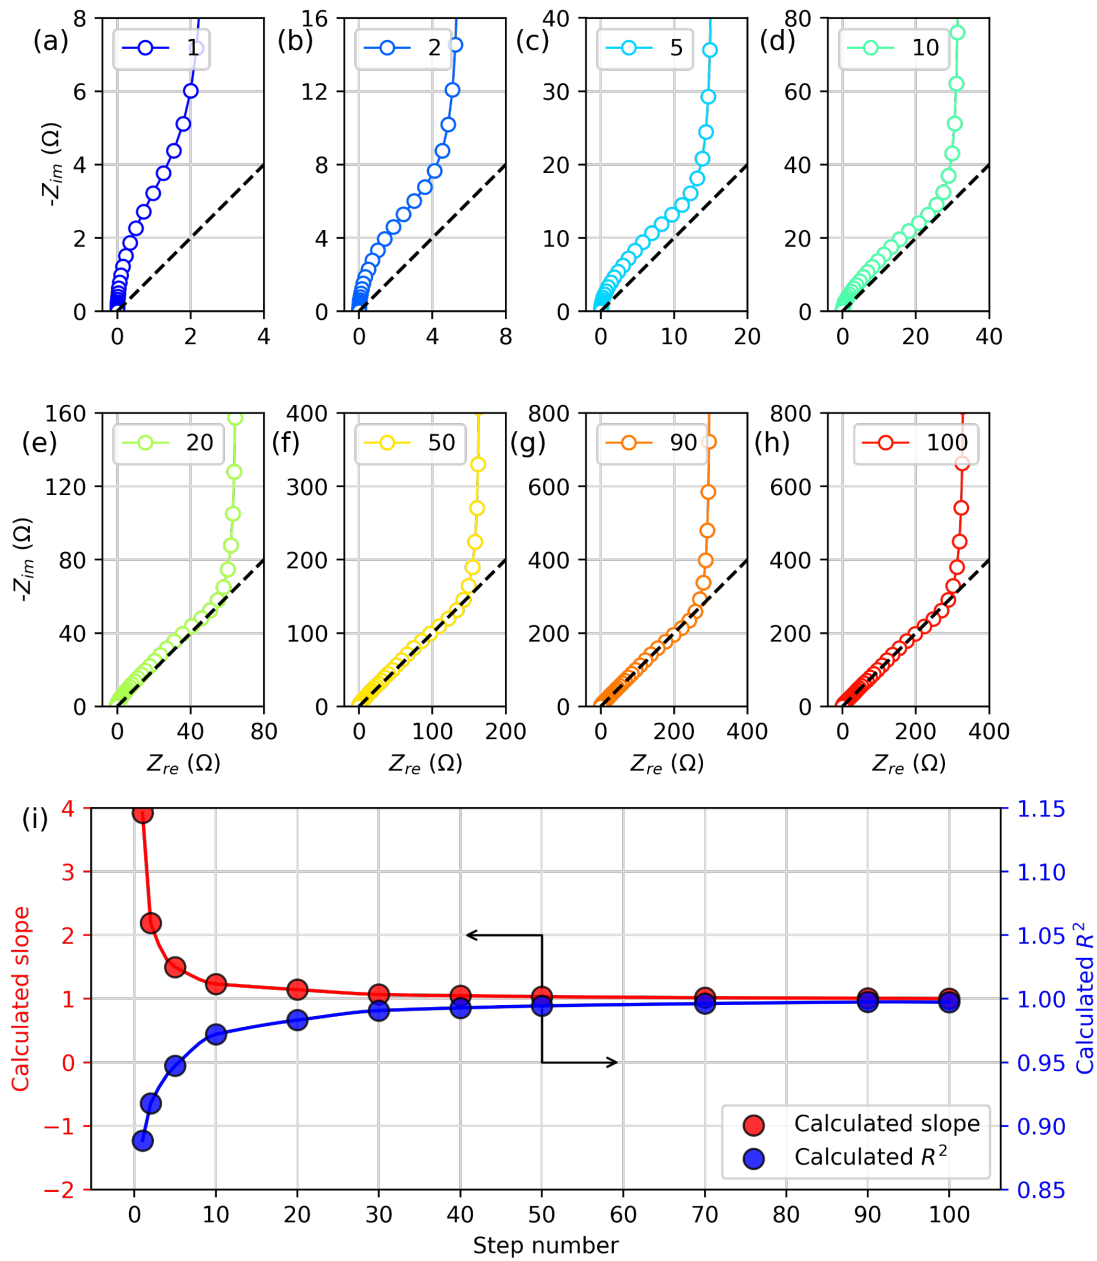 (a) 1
8
6
4
2
0
0 2 4
-Z_im (Ω)
(b) 2
16
12
8
4
0
0 4 8
(c) 5
40
30
20
10
0
0 10 20
(d) 10
80
60
40
20
0
0 20 40
(e) 20
160
120
80
40
0
0 40 80
-Z_im (Ω)
Z_re (Ω)
(f) 50
400
300
200
100
0
0 100 200
Z_re (Ω)
(g) 90
800
600
400
200
0
0 200 400
Z_re (Ω)
(h) 100
800
600
400
200
0
0 200 400
Z_re (Ω)
(i)
4
3
2
1
0
−1
−2
Calculated slope
1.15
1.10
1.05
1.00
0.95
0.90
0.85
Calculated R²
Calculated slope
Calculated R²
0 10 20 30 40 50 60 70 80 90 100
Step number